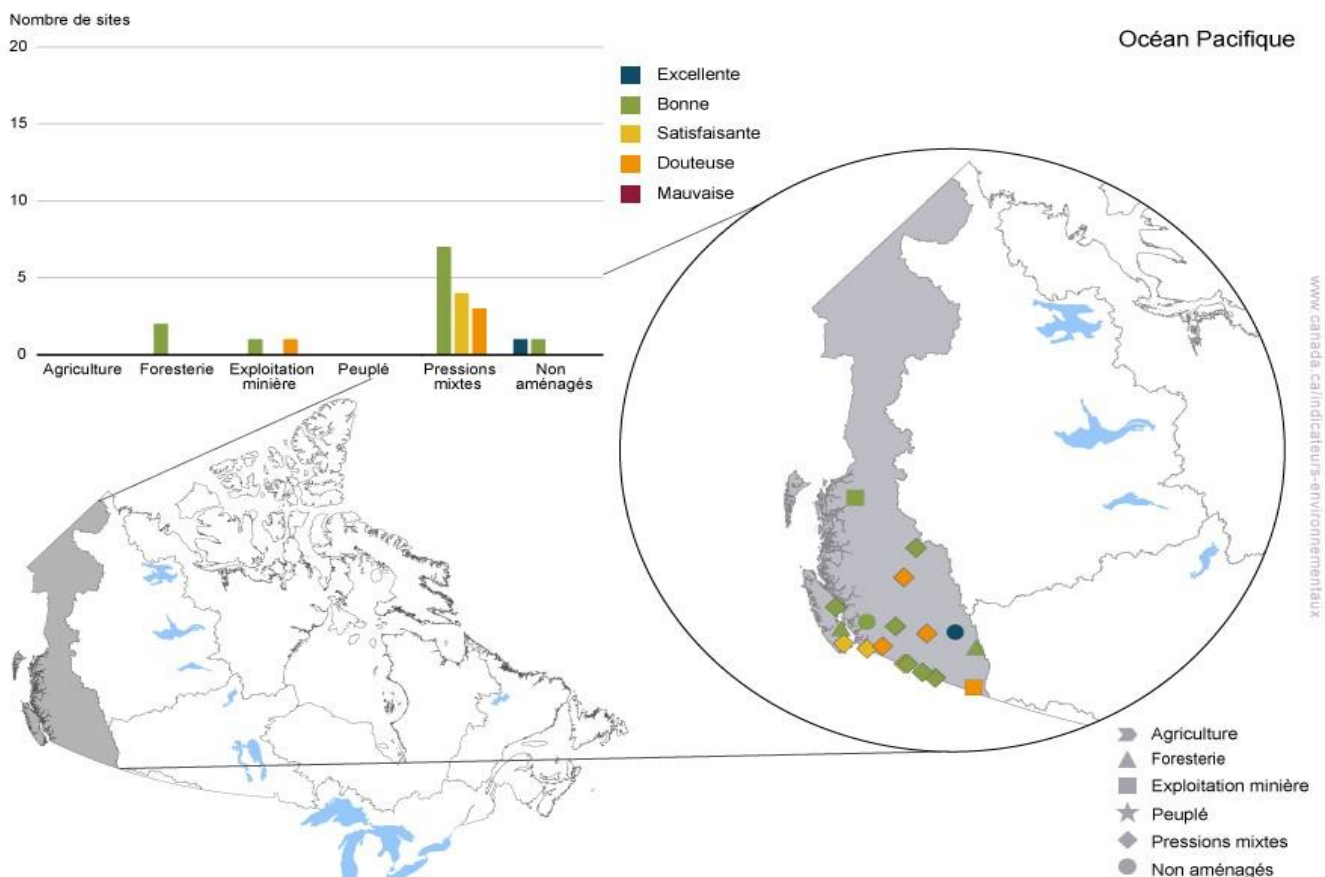 Nombre de sites
Océan Pacifique
20
15
10
5
0
Excellente
Bonne
Satisfaisante
Douteuse
Mauvaise
Agriculture
Foresterie
Exploitation
minière
Peuplé
Pressions
mixtes
Non
aménagés
www.canada.ca/indicateurs-environnementaux
Agriculture
Foresterie
Exploitation minière
Peuplé
Pressions mixtes
Non aménagés